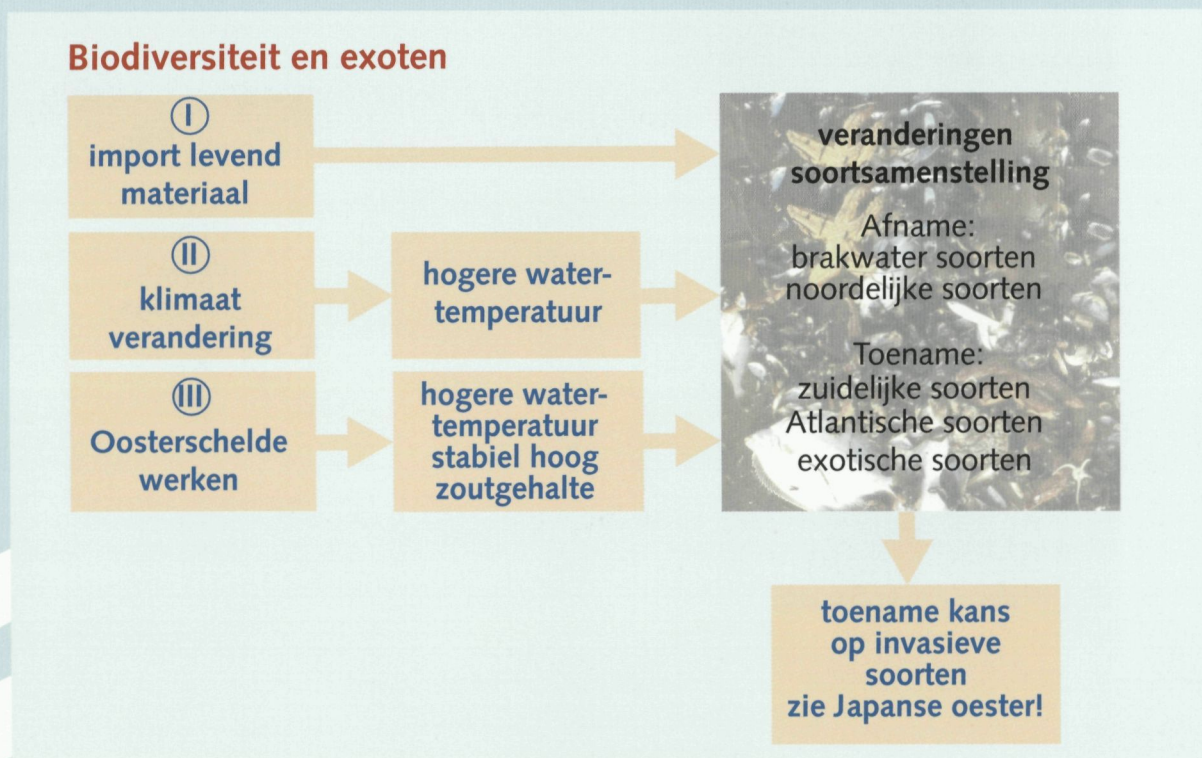 Biodiversiteit en exoten
I
import levend
materiaal
II
klimaat
verandering
hogere water-
temperatuur
III
Oosterschelde
werken
hogere water-
temperatuur
stabiel hoog
zoutgehalte
veranderingen
soortsamenstelling
Afname:
brakwater soorten
noordelijke soorten
Toename:
zuidelijke soorten
Atlantische soorten
exotische soorten
toename kans
op invasieve
soorten
zie Japanse oester!